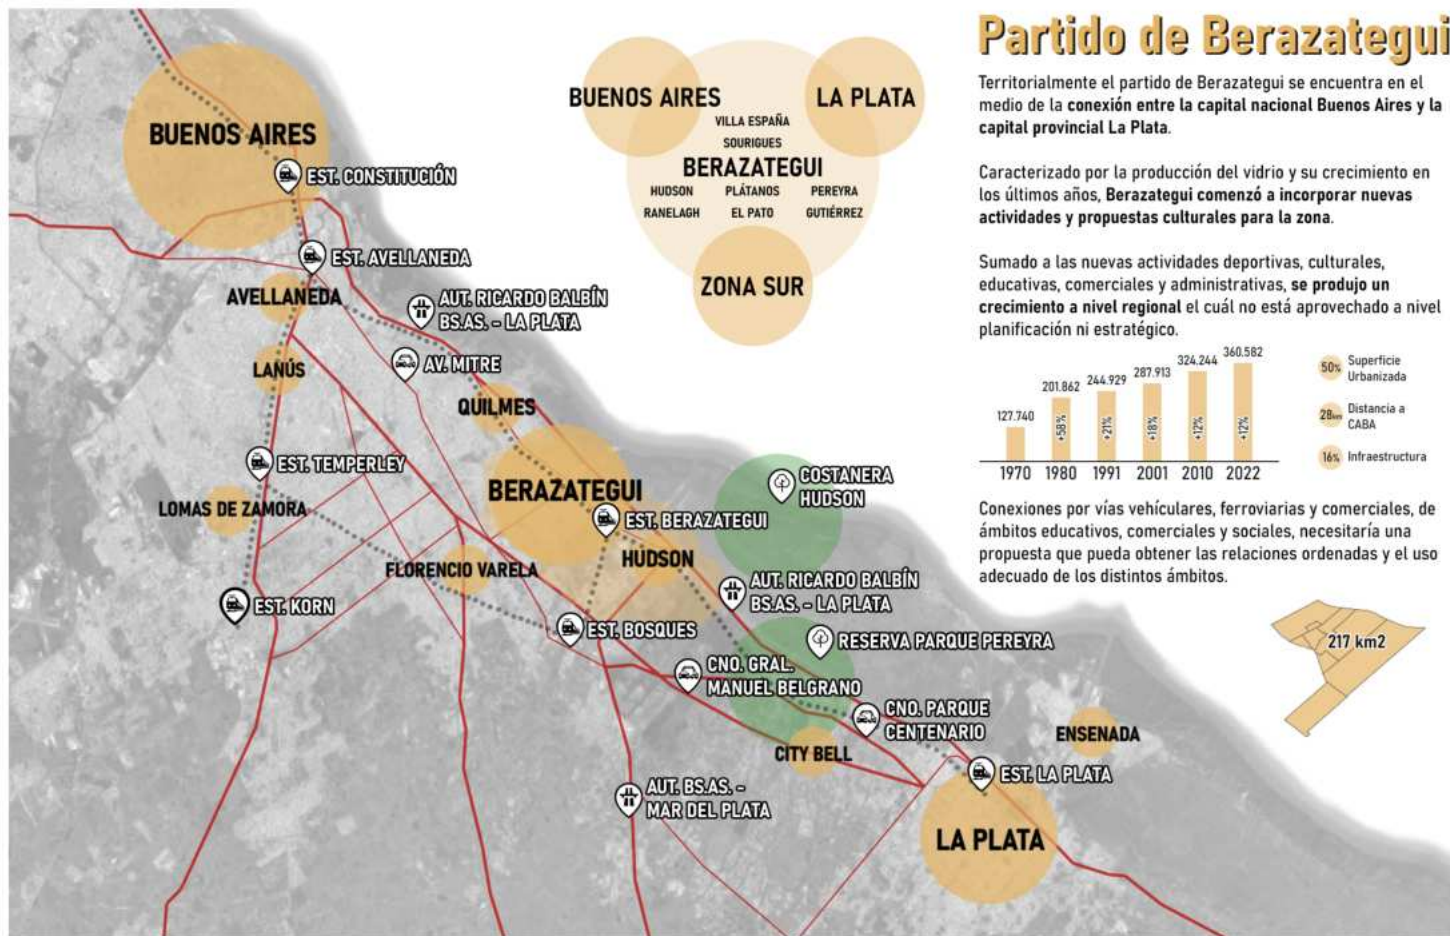 Partido de Berazategui
Territorialmente el partido de Berazategui se encuentra en el
medio de la conexión entre la capital nacional Buenos Aires y la
capital provincial La Plata.
Caracterizado por la producción del vidrio y su crecimiento en
los últimos años, Berazategui comenzó a incorporar nuevas
actividades y propuestas culturales para la zona.
Sumado a las nuevas actividades deportivas, culturales,
educativas, comerciales y administrativas, se produjo un
crecimiento a nivel regional el cuál no está aprovechado a nivel
planificación ni estratégico.
127.740
201.862
244.929
287.913
324.244
360.582
+58%
+21%
+18%
+12%
+12%
1970 1980 1991 2001 2010 2022
50% Superficie
Urbanizada
28km Distancia a
CABA
16% Infraestructura
Conexiones por vías vehículares, ferroviarias y comerciales, de
ámbitos educativos, comerciales y sociales, necesitaría una
propuesta que pueda obtener las relaciones ordenadas y el uso
adecuado de los distintos ámbitos.
217 km2
BUENOS AIRES
LA PLATA
VILLA ESPAÑA
SOURIGUES
BERAZATEGUI
HUDSON PLÁTANOS PEREYRA
RANELAGH EL PATO GUTIÉRREZ
ZONA SUR
BUENOS AIRES
EST. CONSTITUCIÓN
EST. AVELLANEDA
AVELLANEDA
AUT. RICARDO BALBÍN
BS.AS. - LA PLATA
LANÚS
AV. MITRE
QUILMES
EST. TEMPERLEY
LOMAS DE ZAMORA
BERAZATEGUI
EST. BERAZATEGUI
COSTANERA
HUDSON
HUDSON
FLORENCIO VARELA
EST. KORN
EST. BOSQUES
AUT. RICARDO BALBÍN
BS.AS. - LA PLATA
RESERVA PARQUE PEREYRA
CNO. GRAL.
MANUEL BELGRANO
CNO. PARQUE
CENTENARIO
CITY BELL
ENSENADA
EST. LA PLATA
AUT. BS.AS. -
MAR DEL PLATA
LA PLATA